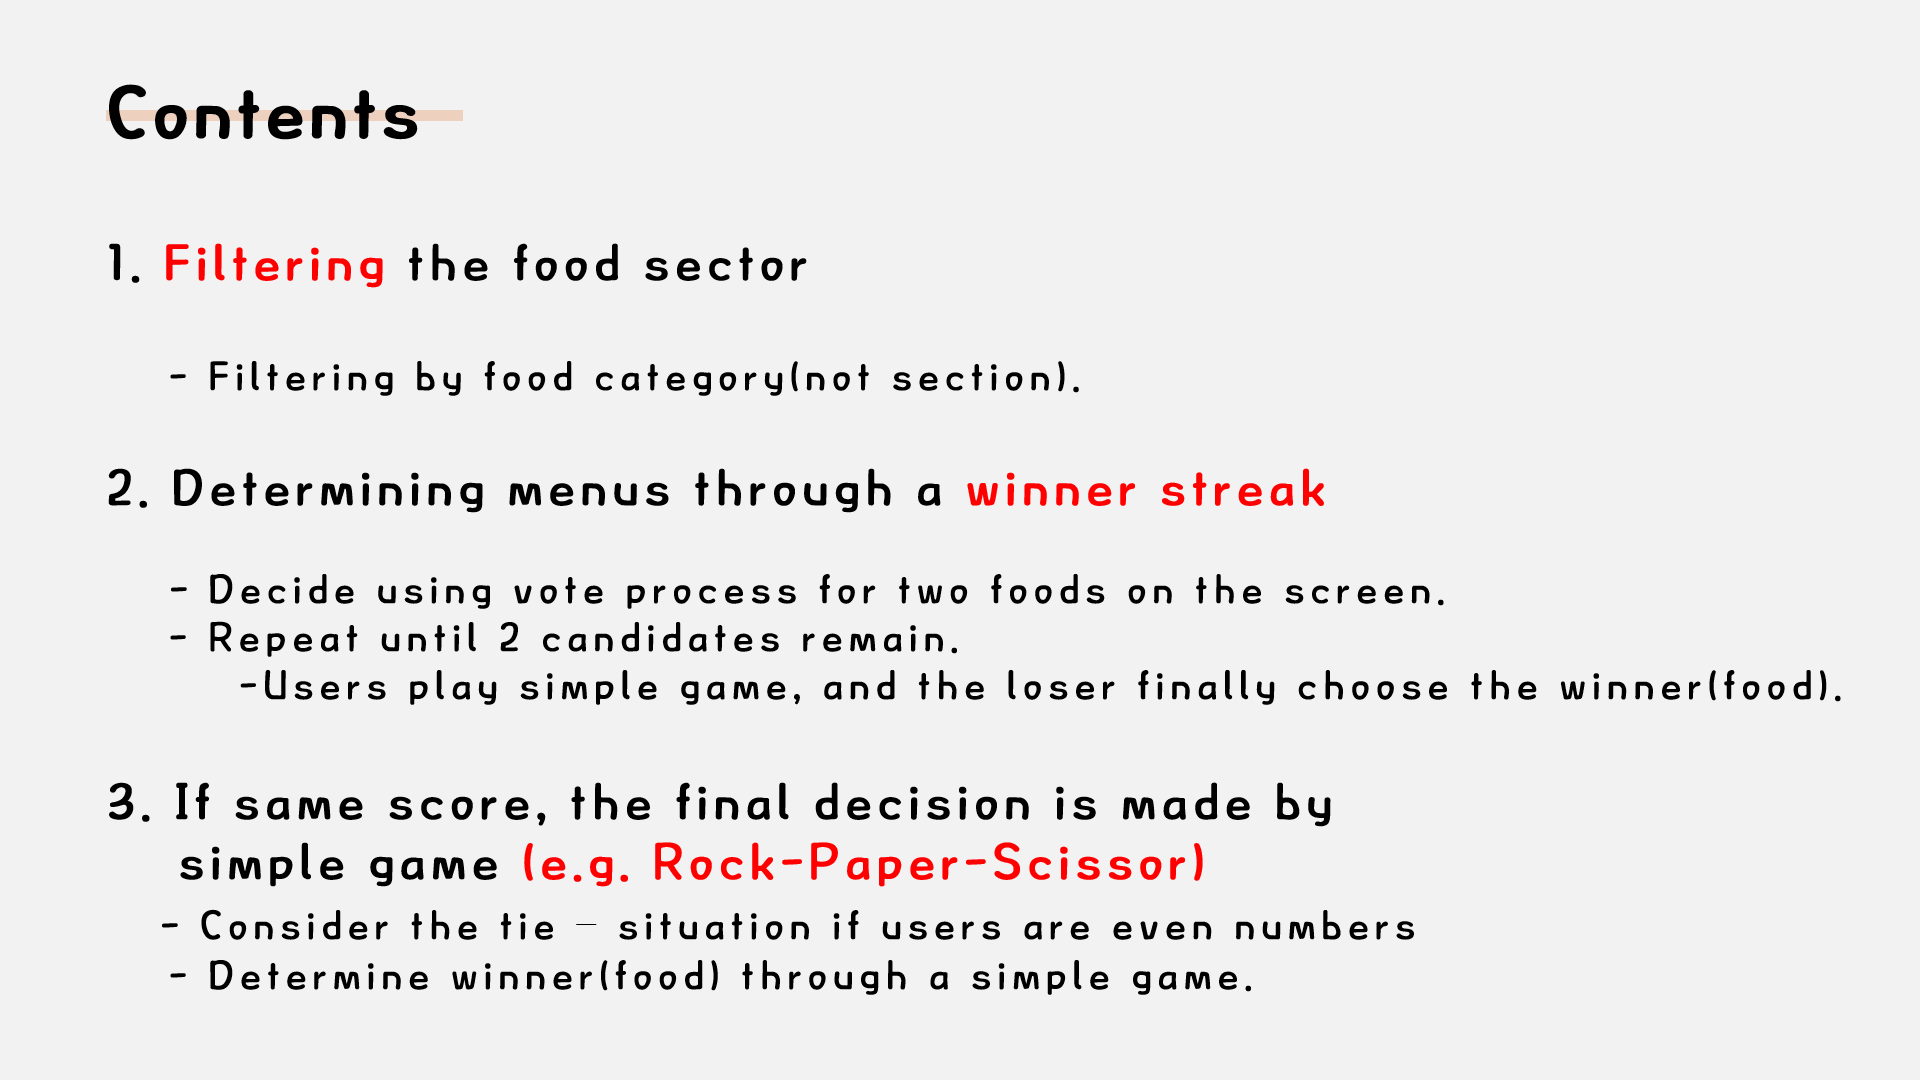 Contents
1. Filtering the food sector
- Filtering by food category(not section).
2. Determining menus through a winner streak
- Decide using vote process for two foods on the screen.
- Repeat until 2 candidates remain.
-Users play simple game, and the loser finally choose the winner(food).
3. If same score, the final decision is made by
simple game (e.g. Rock-Paper-Scissor)
- Consider the tie – situation if users are even numbers
- Determine winner(food) through a simple game.